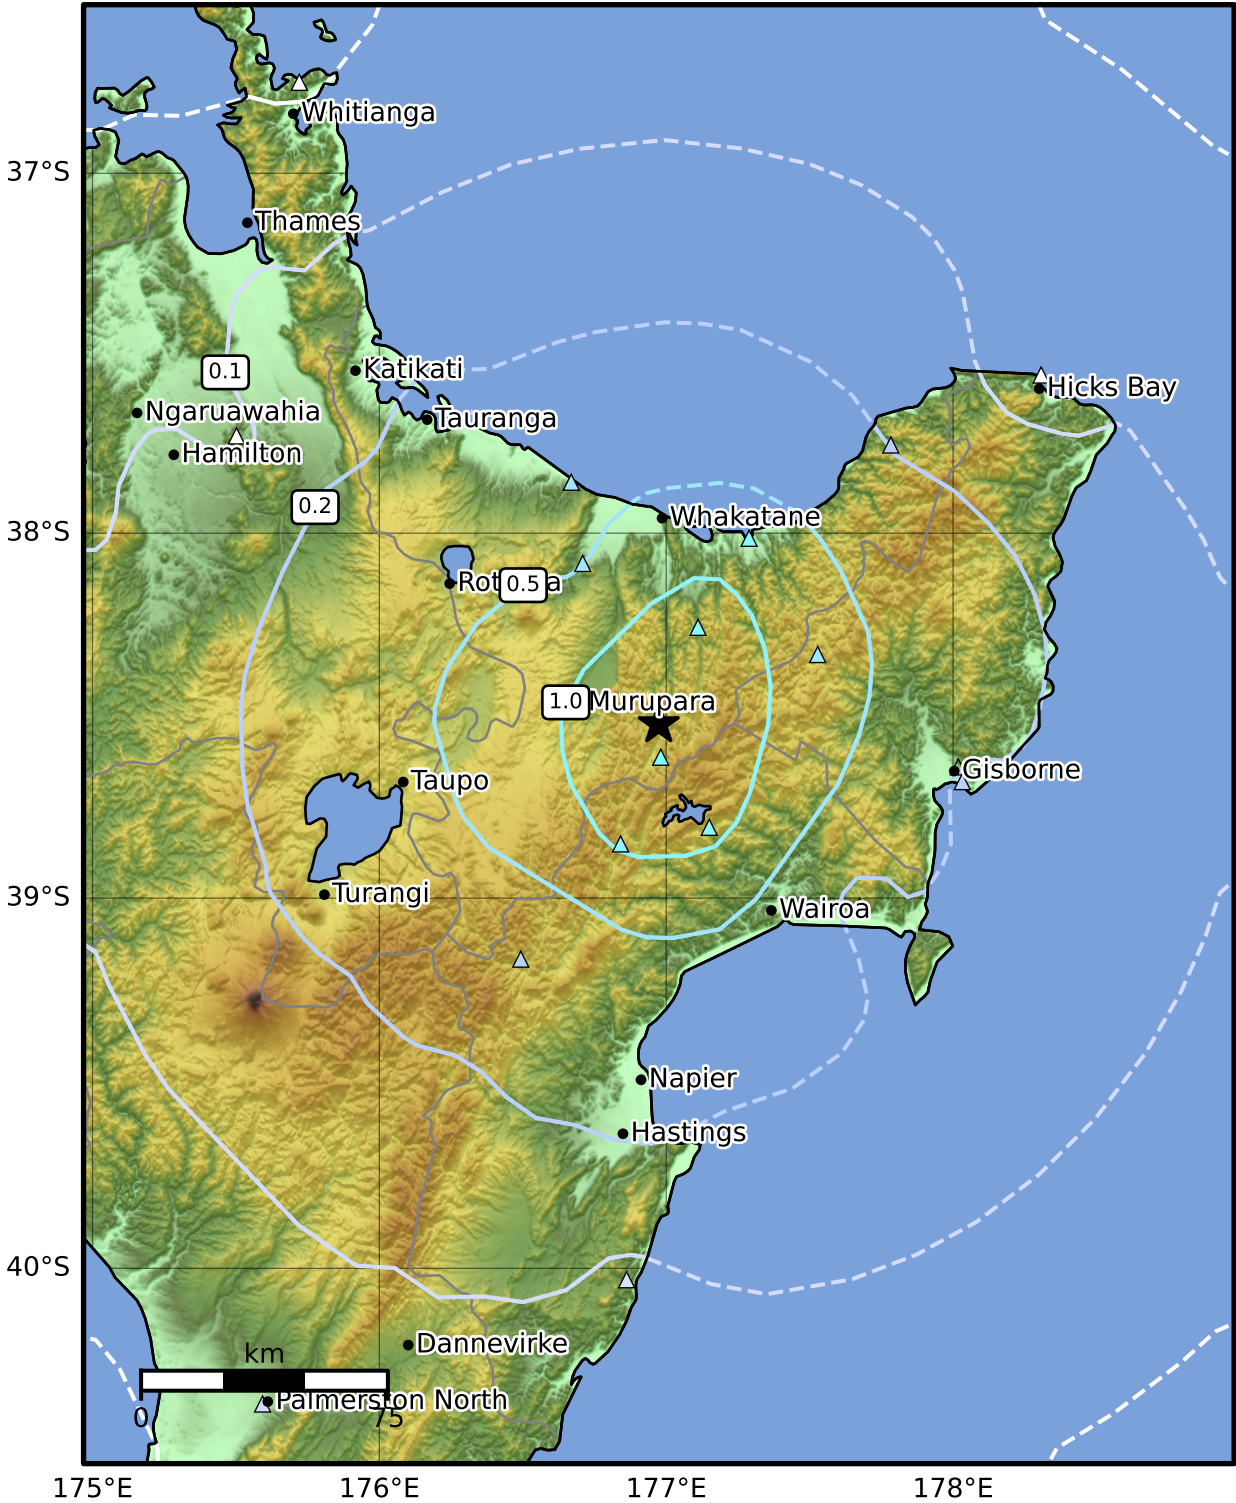 Whitianga
37°S
Thames
0.1
Katikati
Hicks Bay
Ngaruawahia
Tauranga
Hamilton
0.2
Whakatane
38°S
Rot
0.5
a
1.0
Murupara
Gisborne
Taupo
Turangi
39°S
Wairoa
Napier
Hastings
40°S
Dannevirke
km
Palmerston North
0
75
175°E
176°E
177°E
178°E